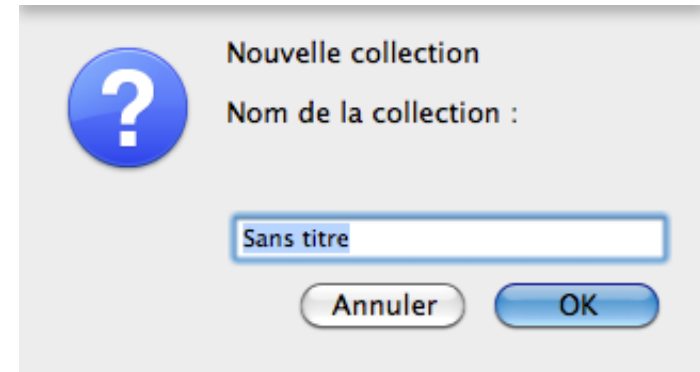 Nouvelle collection
Nom de la collection :
Sans titre
Annuler OK